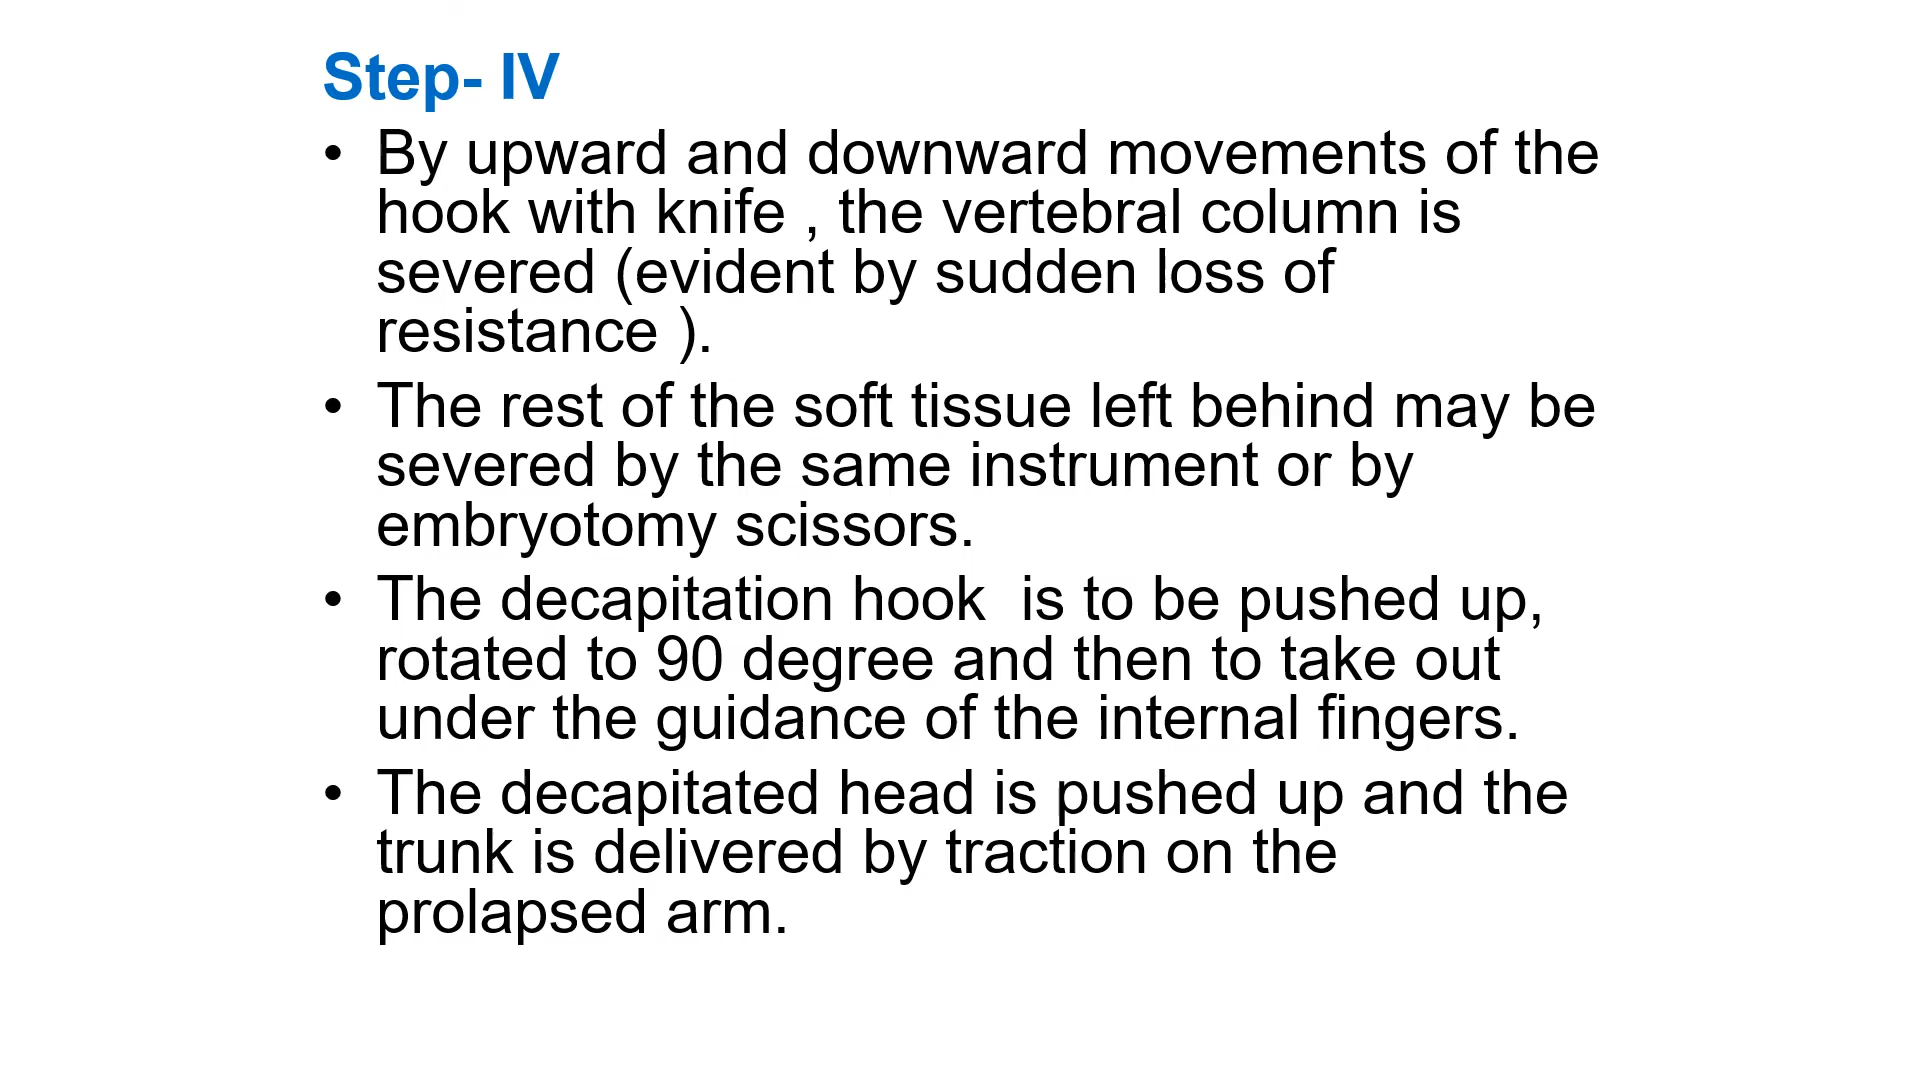 Step- IV
• By upward and downward movements of the
hook with knife , the vertebral column is
severed (evident by sudden loss of
resistance ).
• The rest of the soft tissue left behind may be
severed by the same instrument or by
embryotomy scissors.
• The decapitation hook  is to be pushed up,
rotated to 90 degree and then to take out
under the guidance of the internal fingers.
• The decapitated head is pushed up and the
trunk is delivered by traction on the
prolapsed arm.